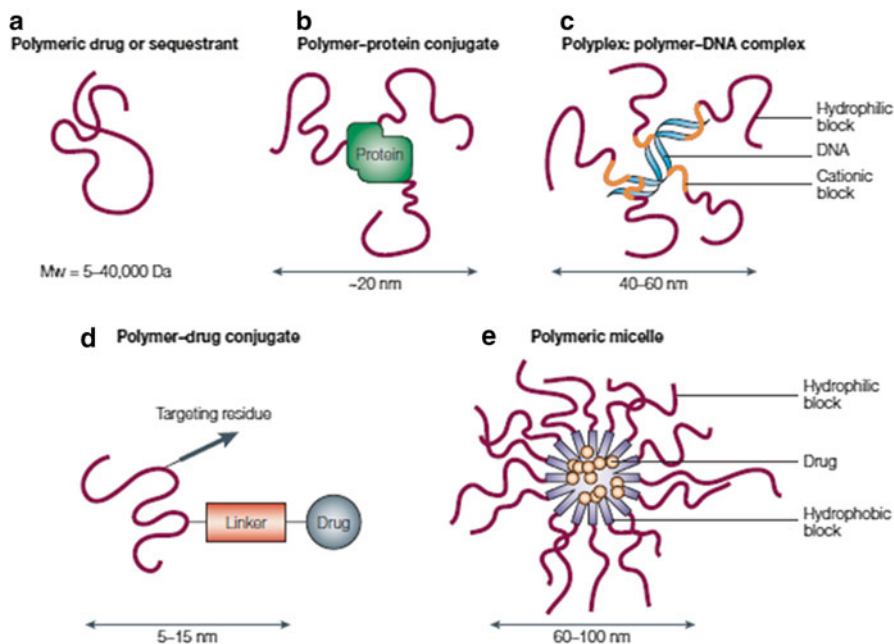 a
Polymeric drug or sequestrant
Mw = 5–40,000 Da
b
Polymer–protein conjugate
Protein
~20 nm
c
Polyplex: polymer–DNA complex
Hydrophilic
block
DNA
Cationic
block
40–60 nm
d
Polymer–drug conjugate
Targeting residue
Linker
Drug
5–15 nm
e
Polymeric micelle
Hydrophilic
block
Drug
Hydrophobic
block
60–100 nm